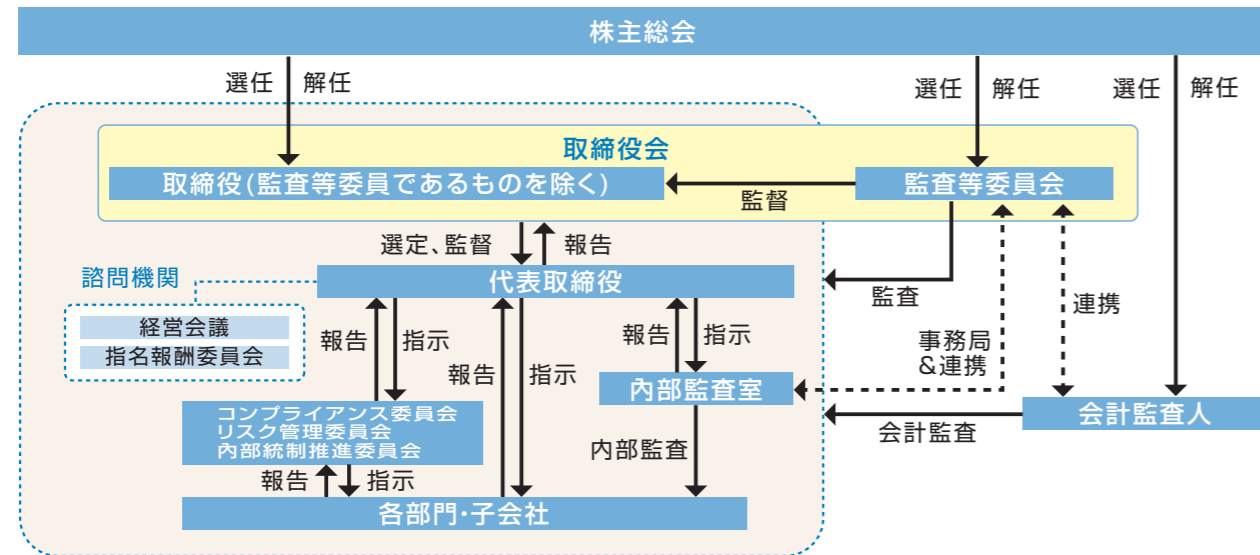 株主総会
選任
解任
選任
解任
選任
解任
取締役会
取締役(監査等委員であるものを除く)
監査等委員会
監督
選定、監督
報告
諮問機関
代表取締役
監査
連携
経営会議
指名報酬委員会
報告
指示
報告
指示
報告
指示
事務局
&連携
内部監査室
コンプライアンス委員会
リスク管理委員会
内部統制推進委員会
会計監査人
会計監査
内部監査
報告
指示
各部門・子会社